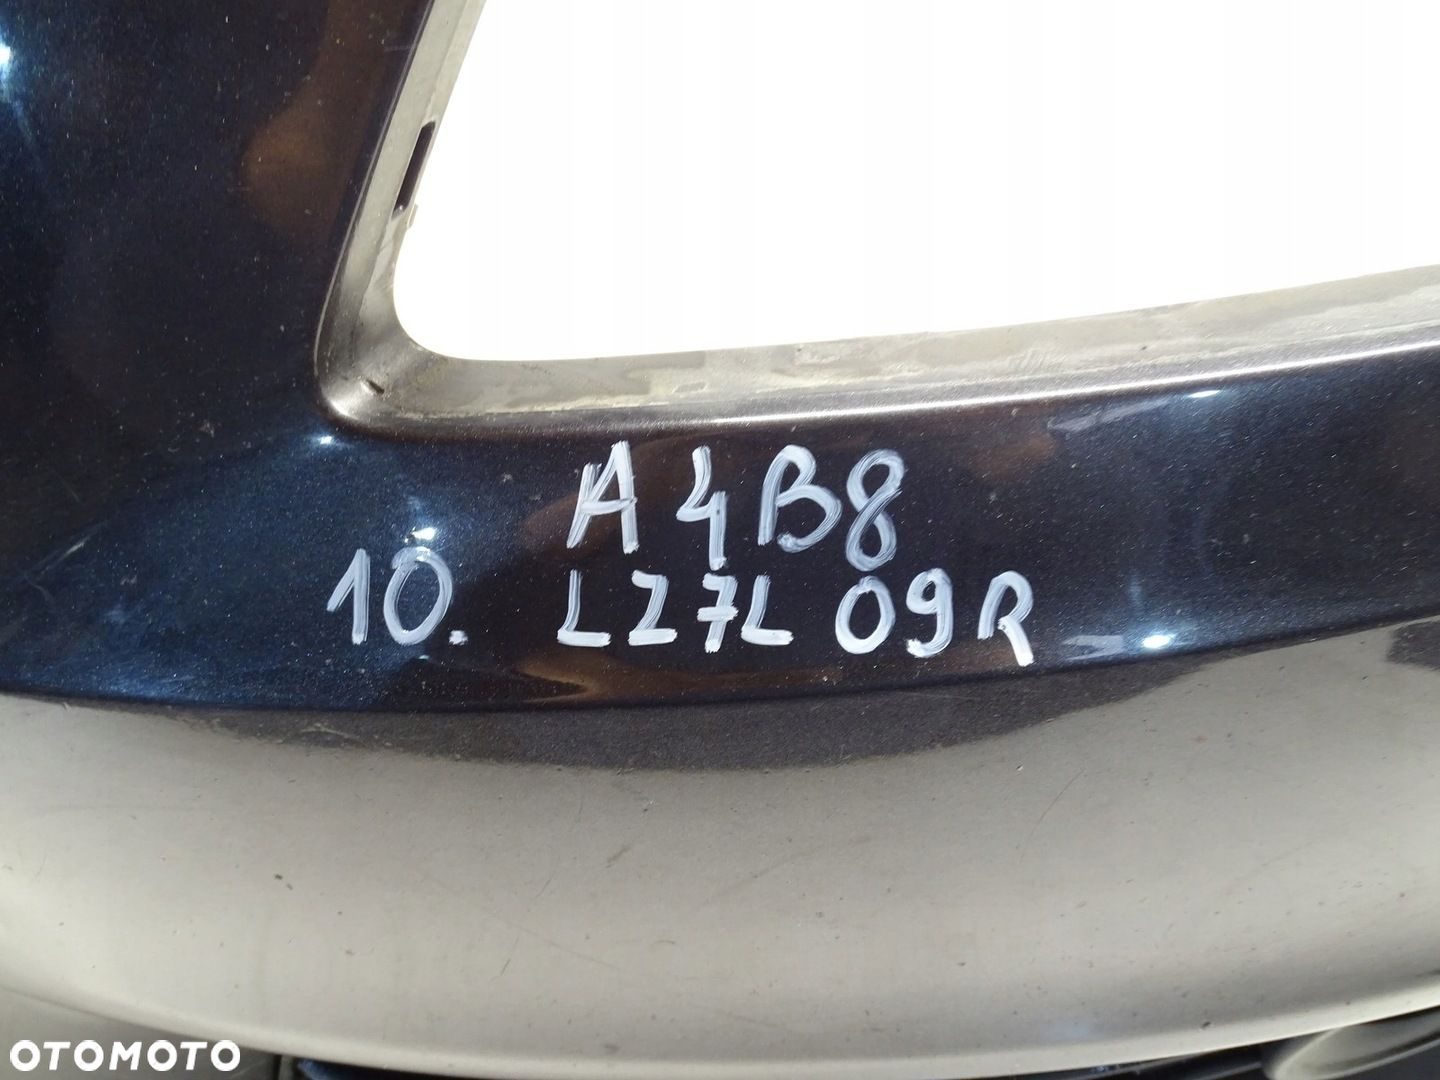 A4B8
10. LZ7L 09R
OTOMOTO